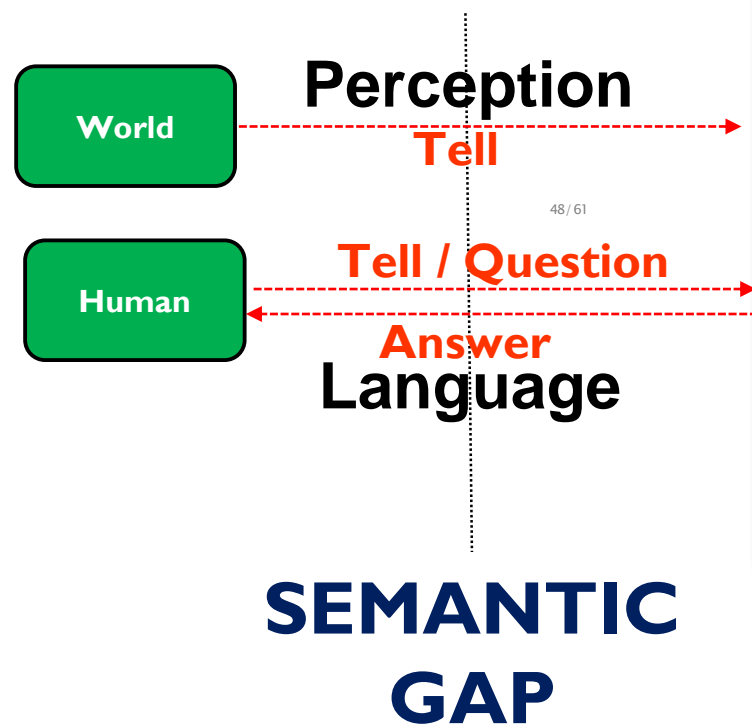 Perception
World
Tell
48/61
Tell / Question
Human
Answer
Language
SEMANTIC
GAP